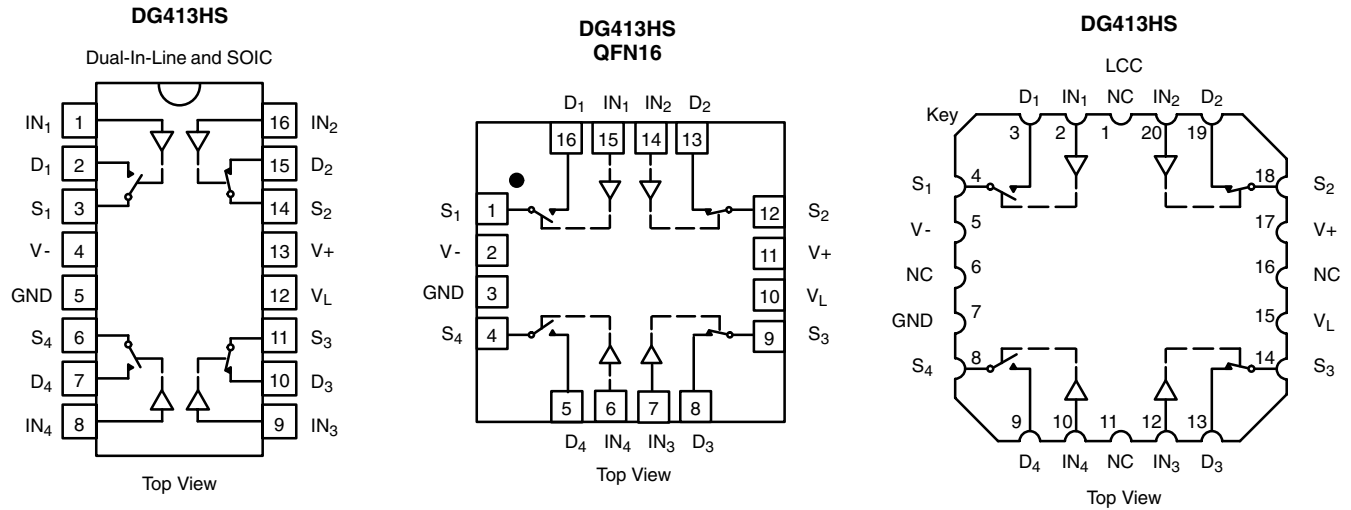 DG413HS
Dual-In-Line and SOIC
IN1 1 16 IN2
D1 2 15 D2
S1 3 14 S2
V- 4 13 V+
GND 5 12 VL
S4 6 11 S3
D4 7 10 D3
IN4 8 9 IN3
Top View
DG413HS
QFN16
D1 IN1 IN2 D2
16 15 14 13
S1 1 12 S2
V- 2 11 V+
GND 3 10 VL
S4 4 9 S3
5 6 7 8
D4 IN4 IN3 D3
Top View
DG413HS
LCC
Key D1 IN1 NC IN2 D2
3 2 1 20 19
S1 4 18 S2
V- 5 17 V+
NC 6 16 NC
GND 7 15 VL
S4 8 14 S3
9 10 11 12 13
D4 IN4 NC IN3 D3
Top View